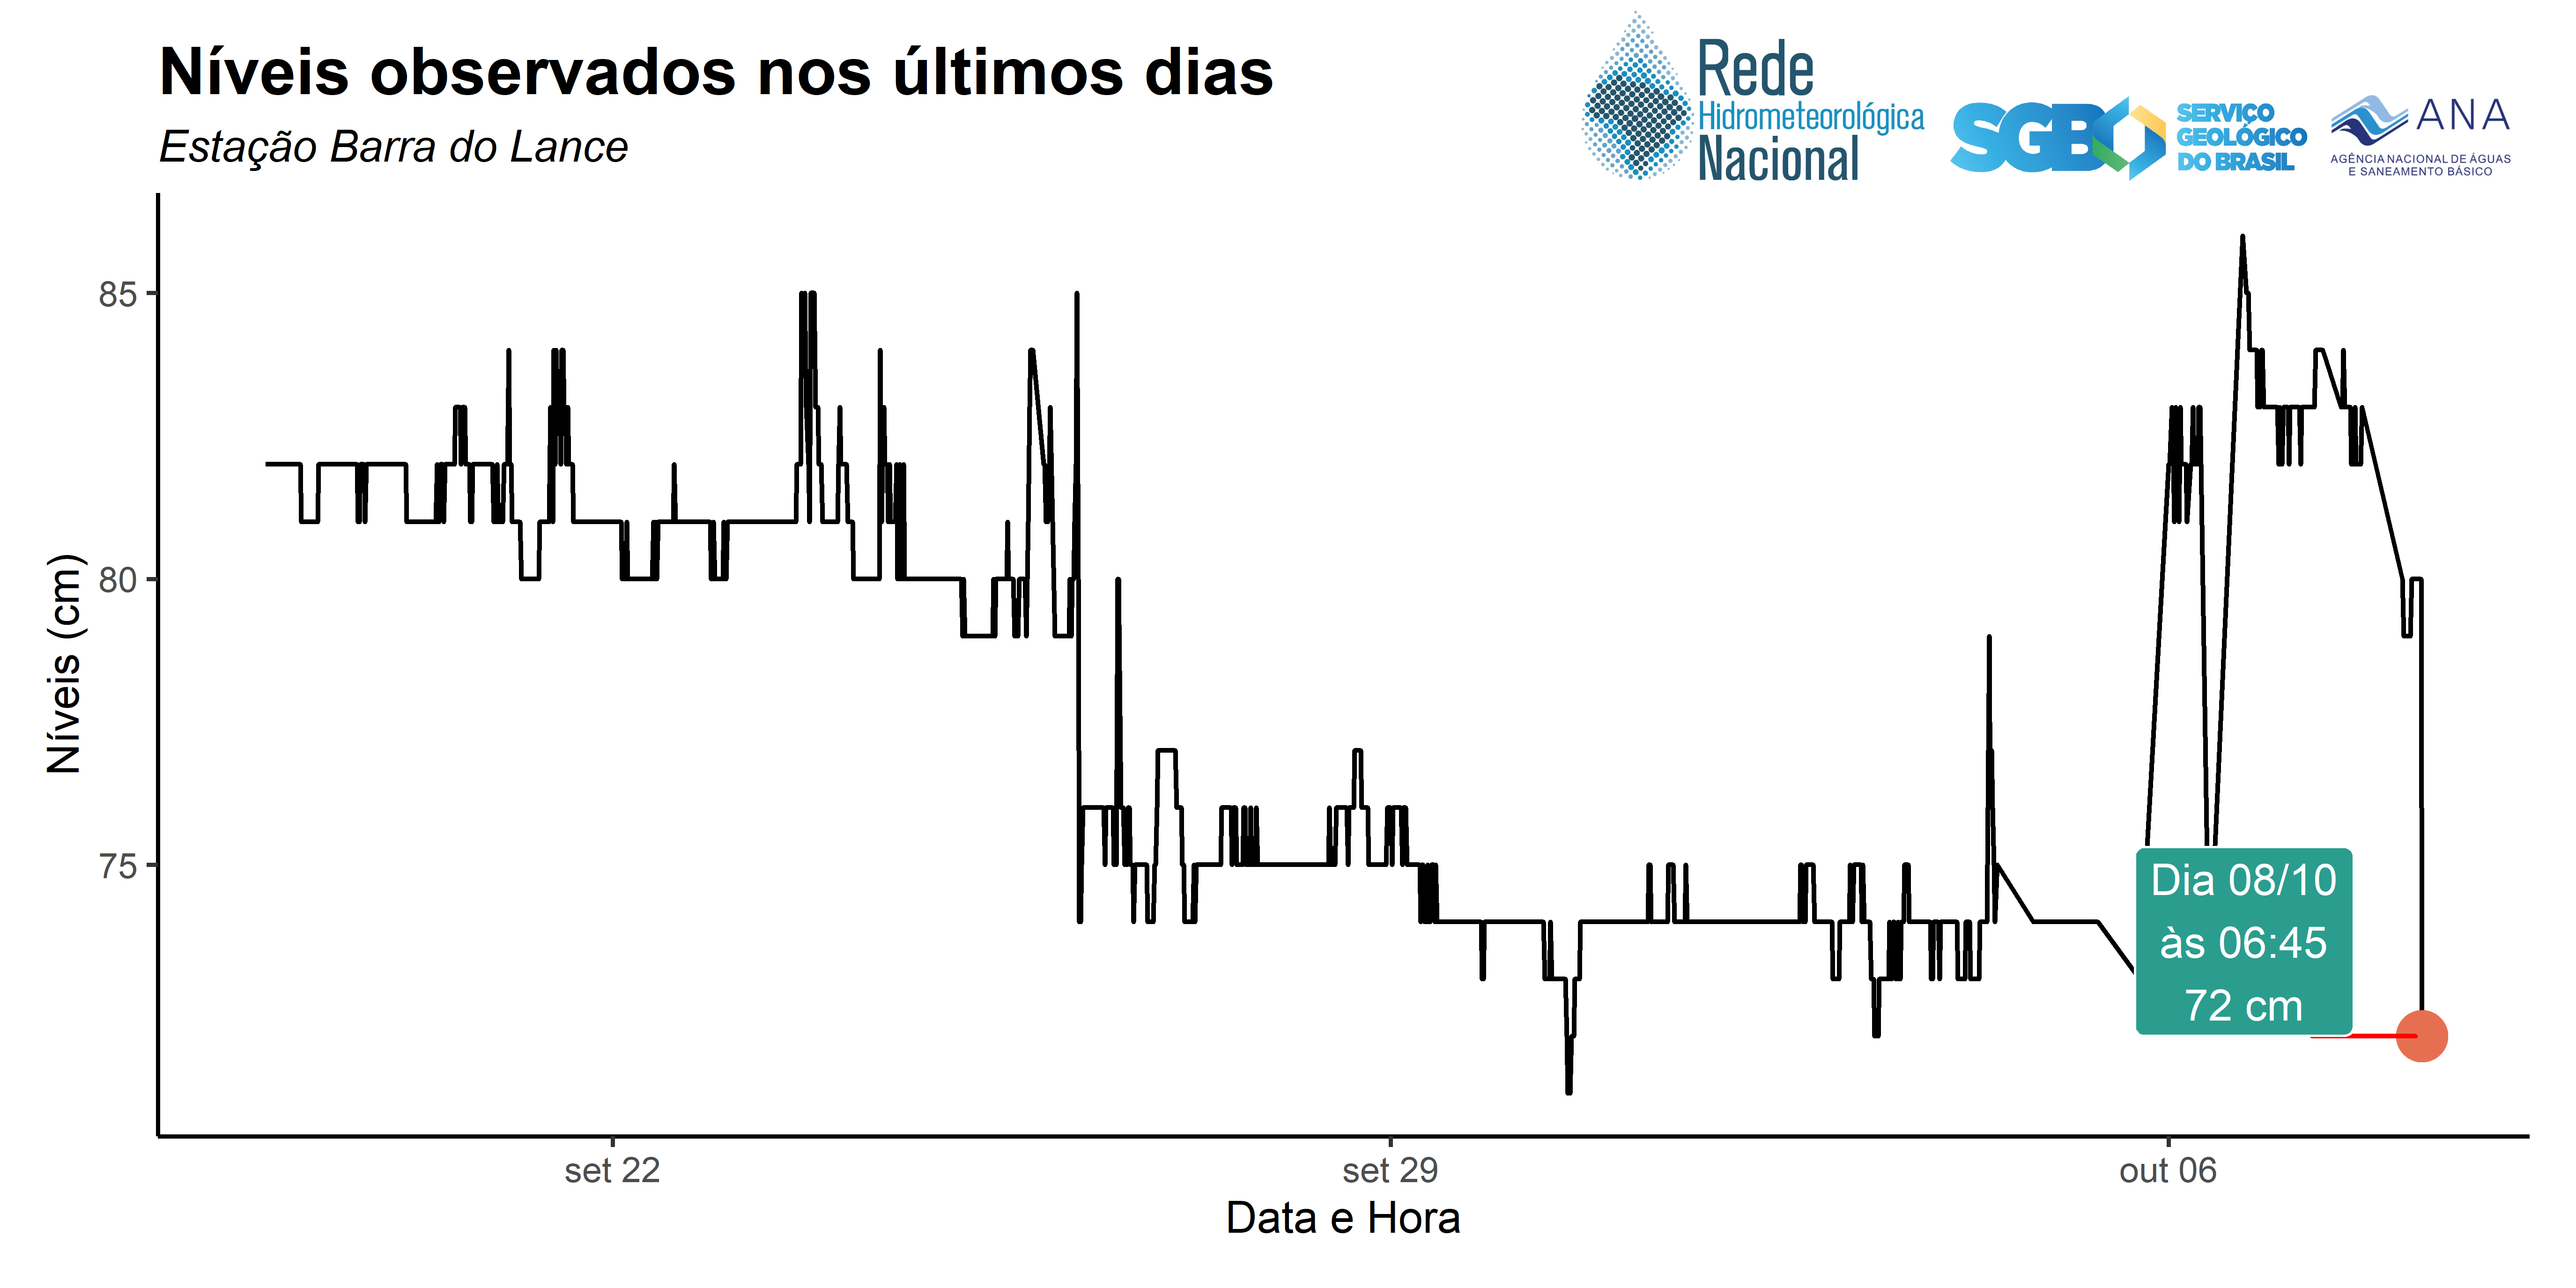 Níveis observados nos últimos dias
Estação Barra do Lance
Rede
Hidrometeorológica
Nacional
SGB
SERVIÇO
GEOLÓGICO
DO BRASIL
ANA
AGÊNCIA NACIONAL DE ÁGUAS
E SANEAMENTO BÁSICO
Níveis (cm)
85
80
75
Dia 08/10
às 06:45
72 cm
set 22
set 29
out 06
Data e Hora